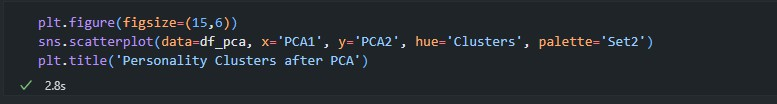 plt.figure(figsize=(15,6))
sns.scatterplot(data=df_pca, x='PCA1', y='PCA2', hue='Clusters', palette='Set2')
plt.title('Personality Clusters after PCA')
2.8s